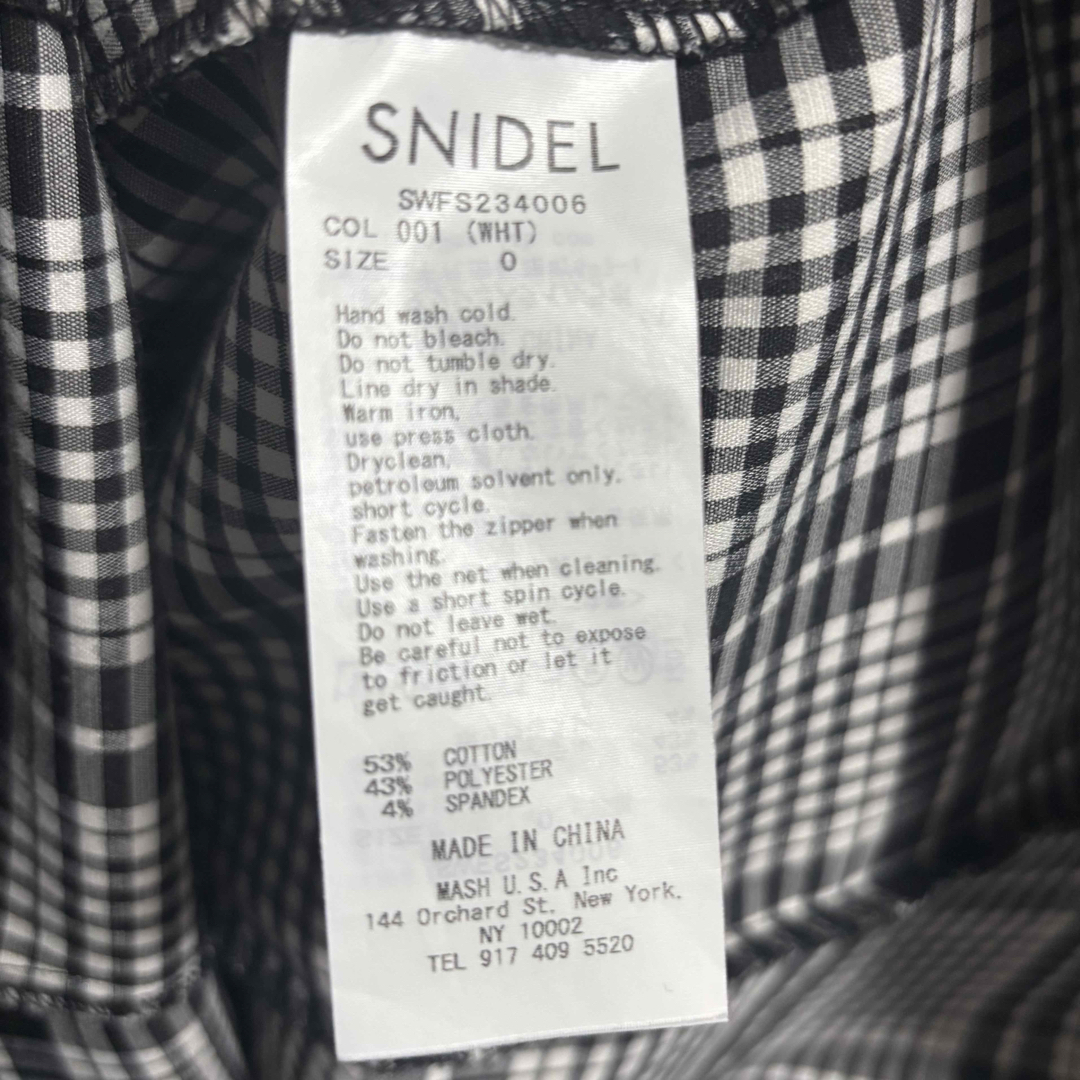 SNIDEL
SWFS234006
COL 001 (WHT)
SIZE 0
Hand wash cold.
Do not bleach.
Do not tumble dry.
Line dry in shade.
Warm iron,
use press cloth.
Dryclean,
petroleum solvent only,
short cycle.
Fasten the zipper when
washing.
Use the net when cleaning.
Use a short spin cycle.
Do not leave wet.
Be careful not to expose
to friction or let it
get caught.
53% COTTON
43% POLYESTER
4% SPANDEX
MADE IN CHINA
MASH U.S.A Inc
144 Orchard St. New York.
NY 10002
TEL 917 409 5520